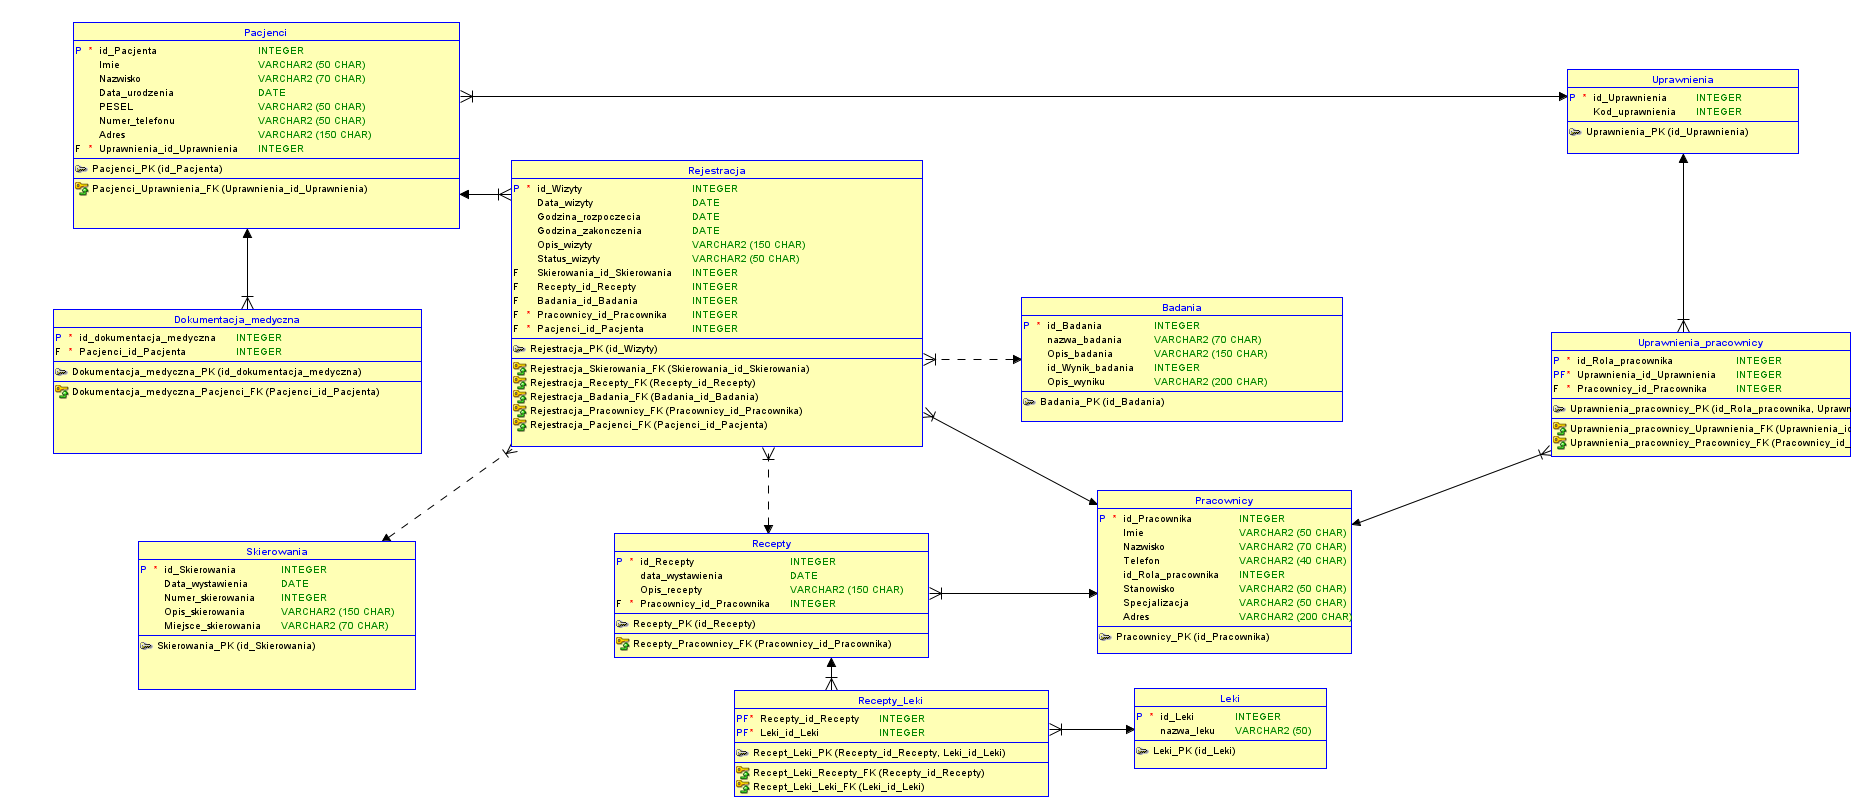 Pacjenci
P * id_Pacjenta INTEGER
Imie VARCHAR2 (50 CHAR)
Nazwisko VARCHAR2 (70 CHAR)
Data_urodzenia DATE
PESEL VARCHAR2 (50 CHAR)
Numer_telefonu VARCHAR2 (50 CHAR)
Adres VARCHAR2 (150 CHAR)
F * Uprawnienia_id_Uprawnienia INTEGER
Pacjenci_PK (id_Pacjenta)
Pacjenci_Uprawnienia_FK (Uprawnienia_id_Uprawnienia)
Uprawnienia
P * id_Uprawnienia INTEGER
Kod_uprawnienia INTEGER
Uprawnienia_PK (id_Uprawnienia)
Rejestracja
P * id_Wizyty INTEGER
Data_wizyty DATE
Godzina_rozpoczecia DATE
Godzina_zakonczenia DATE
Opis_wizyty VARCHAR2 (150 CHAR)
Status_wizyty VARCHAR2 (50 CHAR)
F Skierowania_id_Skierowania INTEGER
F Recepty_id_Recepty INTEGER
F Badania_id_Badania INTEGER
F * Pracownicy_id_Pracownika INTEGER
F * Pacjenci_id_Pacjenta INTEGER
Rejestracja_PK (id_Wizyty)
Rejestracja_Skierowania_FK (Skierowania_id_Skierowania)
Rejestracja_Recepty_FK (Recepty_id_Recepty)
Rejestracja_Badania_FK (Badania_id_Badania)
Rejestracja_Pracownicy_FK (Pracownicy_id_Pracownika)
Rejestracja_Pacjenci_FK (Pacjenci_id_Pacjenta)
Dokumentacja_medyczna
P * id_dokumentacja_medyczna INTEGER
F * Pacjenci_id_Pacjenta INTEGER
Dokumentacja_medyczna_PK (id_dokumentacja_medyczna)
Dokumentacja_medyczna_Pacjenci_FK (Pacjenci_id_Pacjenta)
Badania
P * id_Badania INTEGER
nazwa_badania VARCHAR2 (70 CHAR)
Opis_badania VARCHAR2 (150 CHAR)
id_Wynik_badania INTEGER
Opis_wyniku VARCHAR2 (200 CHAR)
Badania_PK (id_Badania)
Uprawnienia_pracownicy
P * id_Rola_pracownika INTEGER
PF* Uprawnienia_id_Uprawnienia INTEGER
F * Pracownicy_id_Pracownika INTEGER
Uprawnienia_pracownicy_PK (id_Rola_pracownika, Uprawn
Uprawnienia_pracownicy_Uprawnienia_FK (Uprawnienia_id
Uprawnienia_pracownicy_Pracownicy_FK (Pracownicy_id_
Pracownicy
P * id_Pracownika INTEGER
Imie VARCHAR2 (50 CHAR)
Nazwisko VARCHAR2 (70 CHAR)
Telefon VARCHAR2 (40 CHAR)
id_Rola_pracownika INTEGER
Stanowisko VARCHAR2 (50 CHAR)
Specjalizacja VARCHAR2 (50 CHAR)
Adres VARCHAR2 (200 CHAR)
Pracownicy_PK (id_Pracownika)
Skierowania
P * id_Skierowania INTEGER
Data_wystawienia DATE
Numer_skierowania INTEGER
Opis_skierowania VARCHAR2 (150 CHAR)
Miejsce_skierowania VARCHAR2 (70 CHAR)
Skierowania_PK (id_Skierowania)
Recepty
P * id_Recepty INTEGER
data_wystawienia DATE
Opis_recepty VARCHAR2 (150 CHAR)
F * Pracownicy_id_Pracownika INTEGER
Recepty_PK (id_Recepty)
Recepty_Pracownicy_FK (Pracownicy_id_Pracownika)
Recepty_Leki
PF* Recepty_id_Recepty INTEGER
PF* Leki_id_Leki INTEGER
Recept_Leki_PK (Recepty_id_Recepty, Leki_id_Leki)
Recept_Leki_Recepty_FK (Recepty_id_Recepty)
Recept_Leki_Leki_FK (Leki_id_Leki)
Leki
P * id_Leki INTEGER
nazwa_leku VARCHAR2 (50)
Leki_PK (id_Leki)